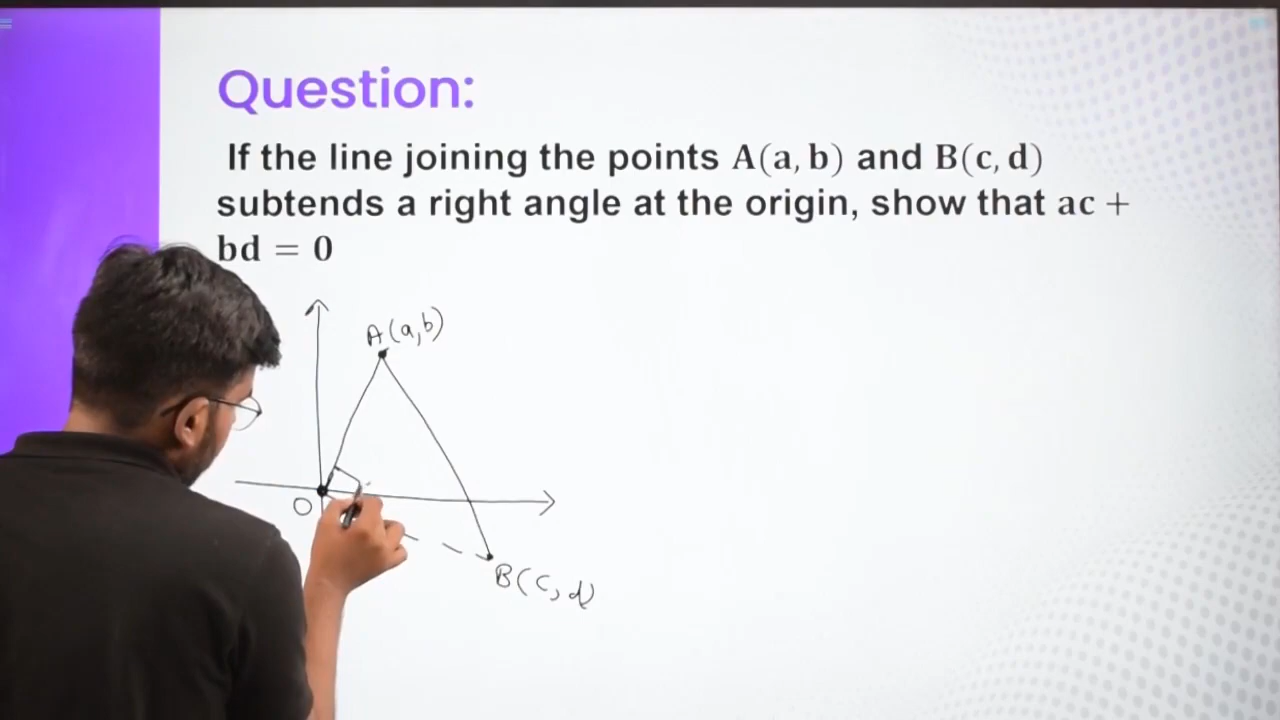 Question:
If the line joining the points A(a, b) and B(c, d)
subtends a right angle at the origin, show that ac +
bd = 0
A(a,b)
O
B(c,d)